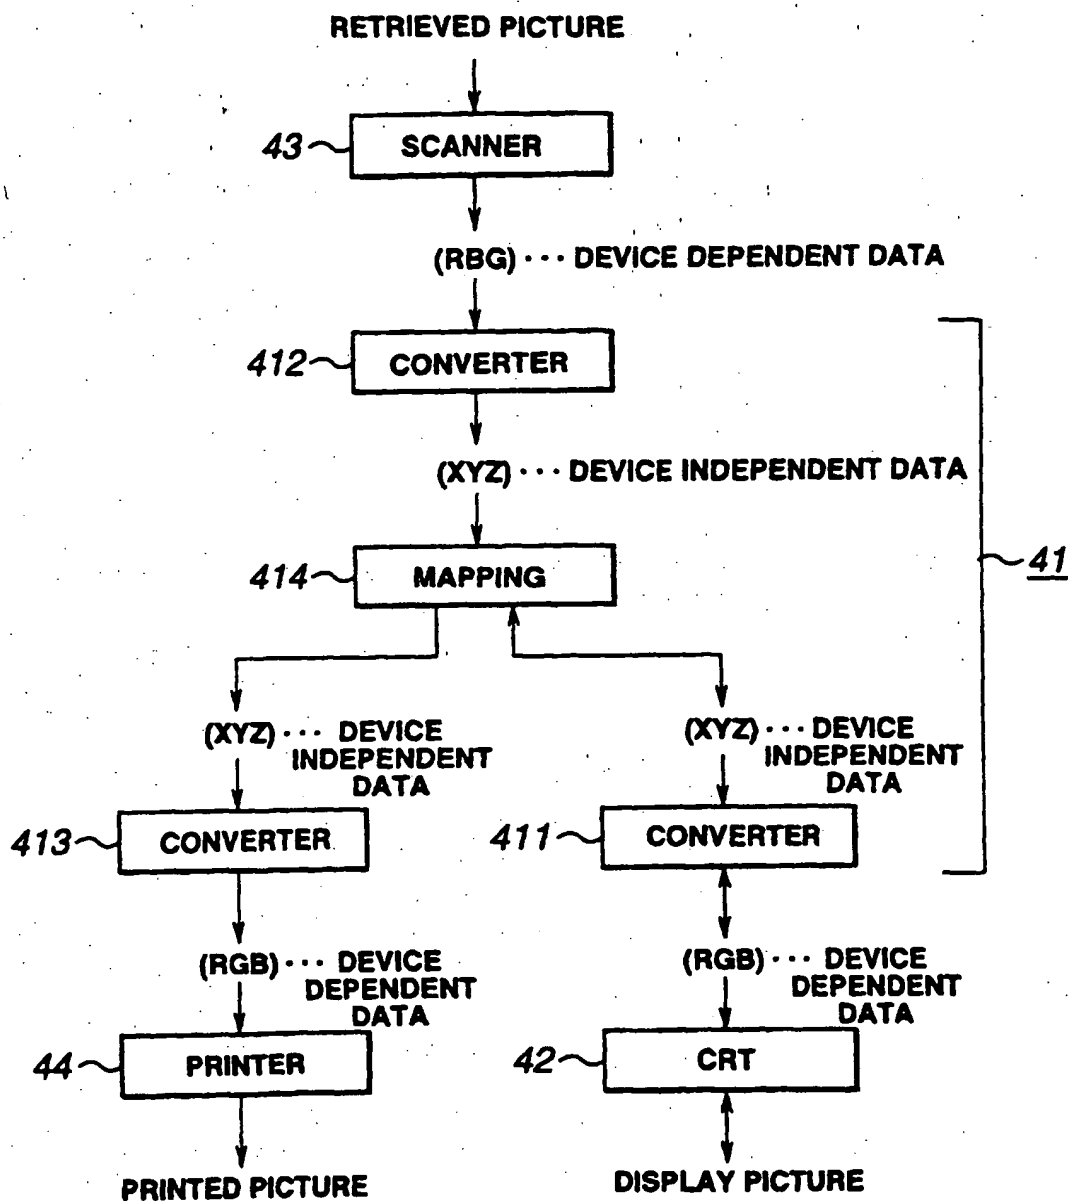 RETRIEVED PICTURE
43 SCANNER
(RBG) ··· DEVICE DEPENDENT DATA
412 CONVERTER
(XYZ) ··· DEVICE INDEPENDENT DATA
414 MAPPING
41
(XYZ) ··· DEVICE
INDEPENDENT
DATA
(XYZ) ··· DEVICE
INDEPENDENT
DATA
413 CONVERTER
411 CONVERTER
(RGB) ··· DEVICE
DEPENDENT
DATA
(RGB) ··· DEVICE
DEPENDENT
DATA
44 PRINTER
42 CRT
PRINTED PICTURE
DISPLAY PICTURE